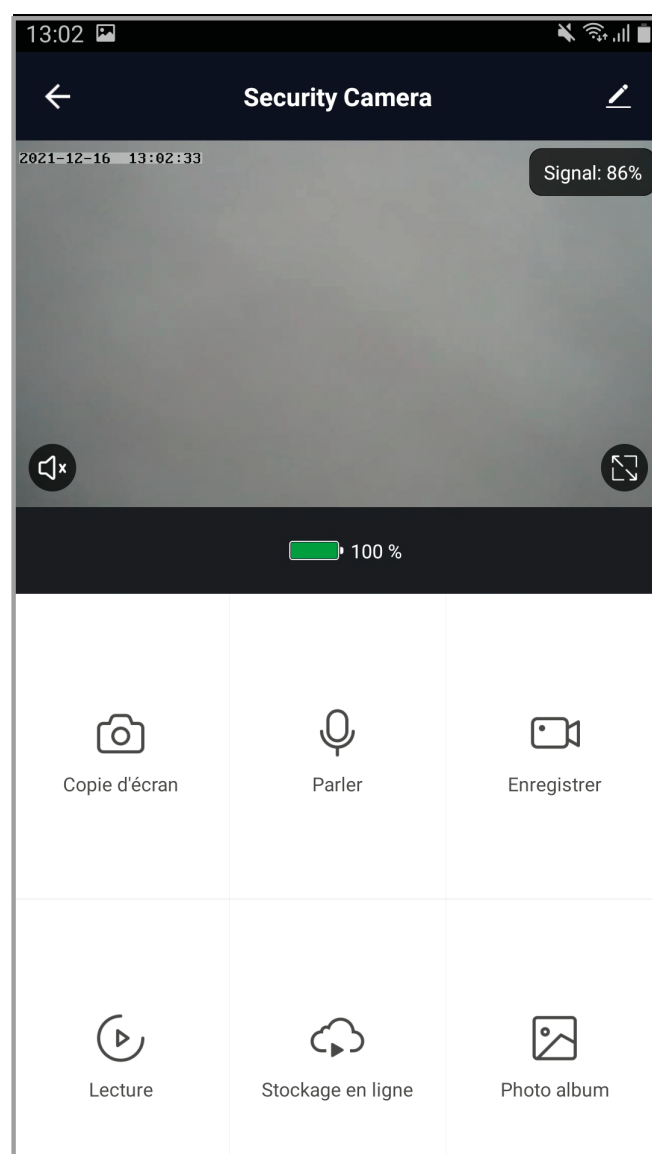 13:02
Security Camera
2021-12-16 13:02:33
Signal: 86%
100 %
Copie d'écran
Parler
Enregistrer
Lecture
Stockage en ligne
Photo album